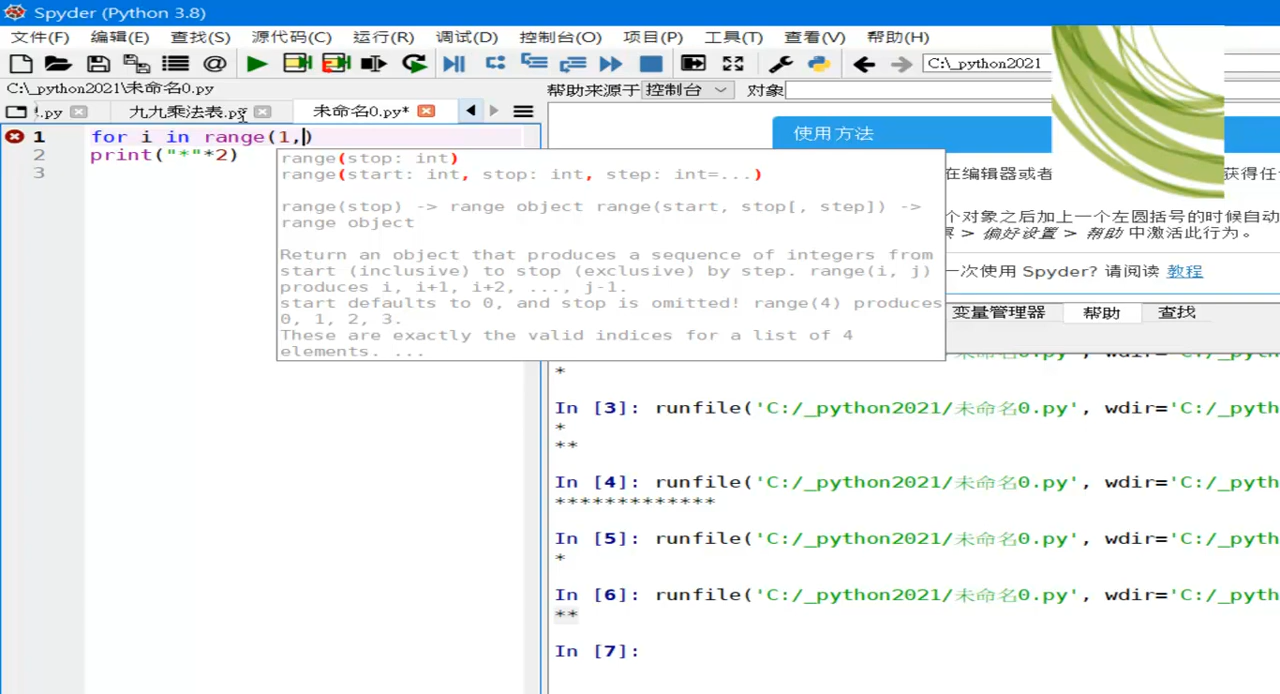 Spyder (Python 3.8)
文件(F) 编辑(E) 查找(S) 源代码(C) 运行(R) 调试(D) 控制台(O) 项目(P) 工具(T) 查看(V) 帮助(H)
C:\_python2021
C:\_python2021\未命名0.py
帮助来源于 控制台 对象
.py 九九乘法表.py 未命名0.py*
1 for i in range(1,)
2 print("*"*2)
3
range(stop: int)
range(start: int, stop: int, step: int=...)
range(stop) -> range object range(start, stop[, step]) ->
range object
Return an object that produces a sequence of integers from
start (inclusive) to stop (exclusive) by step. range(i, j)
produces i, i+1, i+2, ..., j-1.
start defaults to 0, and stop is omitted! range(4) produces
0, 1, 2, 3.
These are exactly the valid indices for a list of 4
elements. ...
使用方法
在编辑器或者 获得任
个对象之后加上一个左圆括号的时候自动
> 偏好设置 > 帮助 中激活此行为。
一次使用 Spyder? 请阅读 教程
变量管理器 帮助 查找
*
In [3]: runfile('C:/_python2021/未命名0.py', wdir='C:/_pyth
*
**
In [4]: runfile('C:/_python2021/未命名0.py', wdir='C:/_pyth
*************
In [5]: runfile('C:/_python2021/未命名0.py', wdir='C:/_pyth
*
In [6]: runfile('C:/_python2021/未命名0.py', wdir='C:/_pyth
**
In [7]: